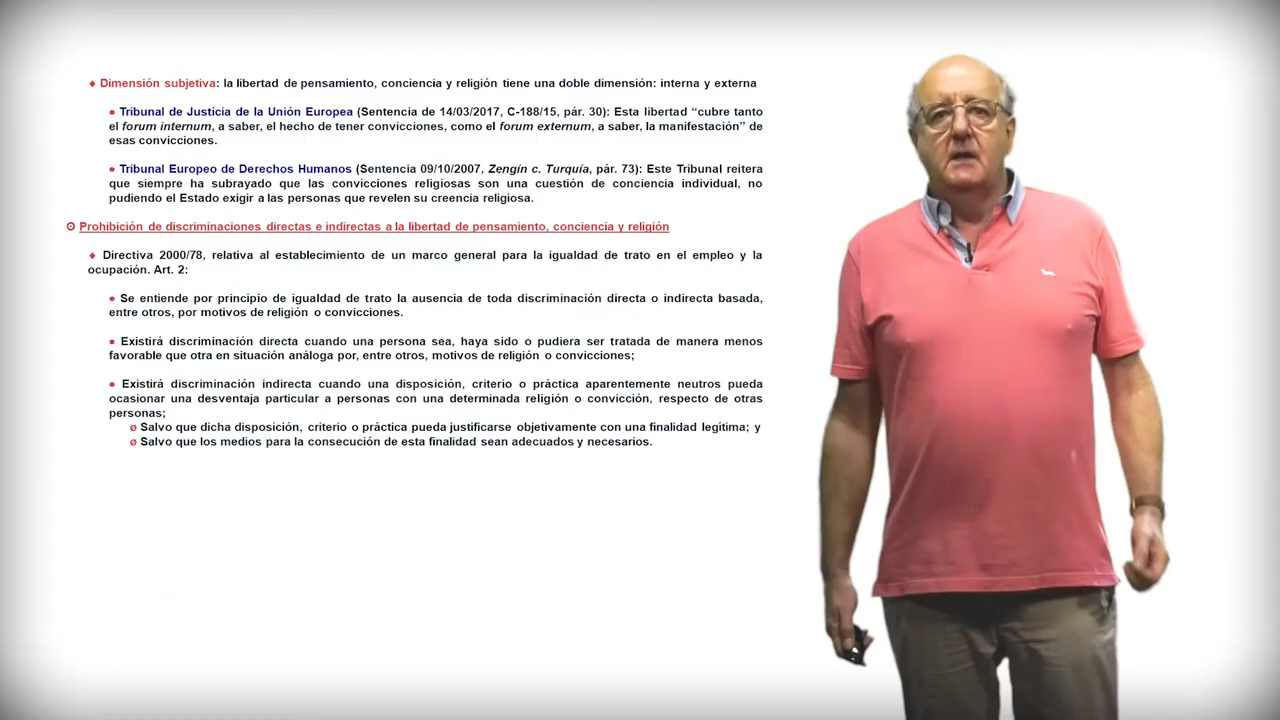 ♦ Dimensión subjetiva: la libertad de pensamiento, conciencia y religión tiene una doble dimensión: interna y externa
● Tribunal de Justicia de la Unión Europea (Sentencia de 14/03/2017, C-188/15, pár. 30): Esta libertad “cubre tanto
el forum internum, a saber, el hecho de tener convicciones, como el forum externum, a saber, la manifestación” de
esas convicciones.
● Tribunal Europeo de Derechos Humanos (Sentencia 09/10/2007, Zengín c. Turquía, pár. 73): Este Tribunal reitera
que siempre ha subrayado que las convicciones religiosas son una cuestión de conciencia individual, no
pudiendo el Estado exigir a las personas que revelen su creencia religiosa.
⊙ Prohibición de discriminaciones directas e indirectas a la libertad de pensamiento, conciencia y religión
♦ Directiva 2000/78, relativa al establecimiento de un marco general para la igualdad de trato en el empleo y la
ocupación. Art. 2:
● Se entiende por principio de igualdad de trato la ausencia de toda discriminación directa o indirecta basada,
entre otros, por motivos de religión o convicciones.
● Existirá discriminación directa cuando una persona sea, haya sido o pudiera ser tratada de manera menos
favorable que otra en situación análoga por, entre otros, motivos de religión o convicciones;
● Existirá discriminación indirecta cuando una disposición, criterio o práctica aparentemente neutros pueda
ocasionar una desventaja particular a personas con una determinada religión o convicción, respecto de otras
personas;
ø Salvo que dicha disposición, criterio o práctica pueda justificarse objetivamente con una finalidad legítima; y
ø Salvo que los medios para la consecución de esta finalidad sean adecuados y necesarios.